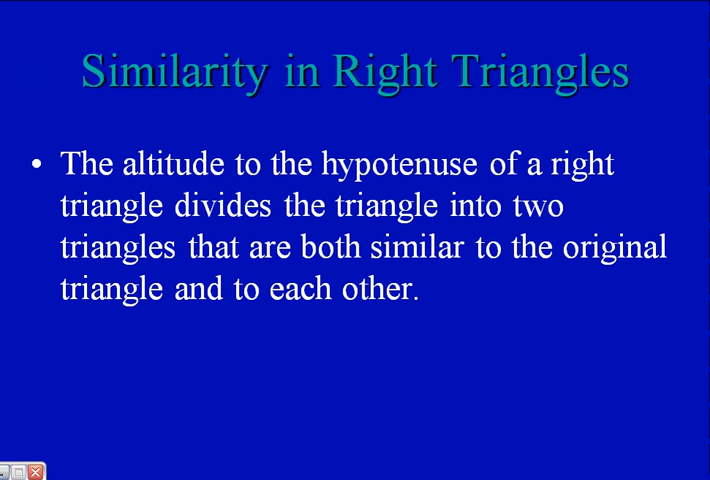 Similarity in Right Triangles
• The altitude to the hypotenuse of a right
triangle divides the triangle into two
triangles that are both similar to the original
triangle and to each other.